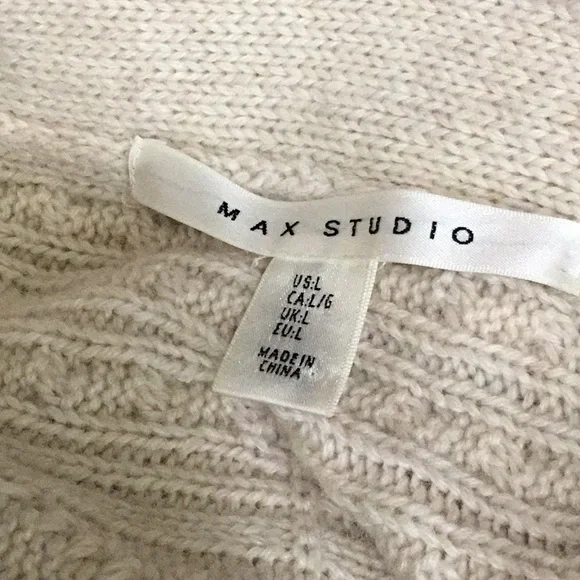 MAX STUDIO
US:L
CA:L/G
UK:L
EU:L
MADE IN
CHINA